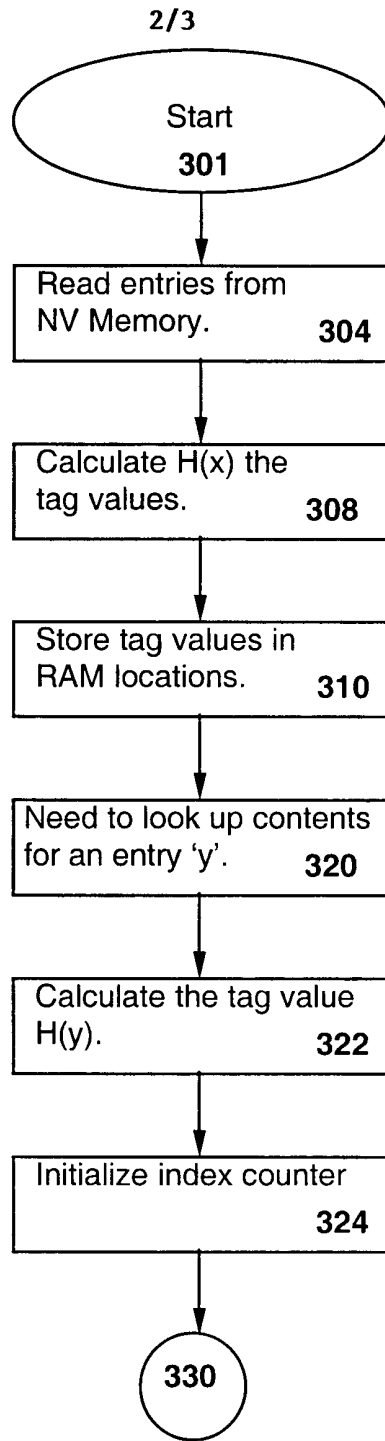 2/3
Start
301
Read entries from
NV Memory.
304
Calculate H(x) the
tag values.
308
Store tag values in
RAM locations.
310
Need to look up contents
for an entry ‘y’.
320
Calculate the tag value
H(y).
322
Initialize index counter
324
330